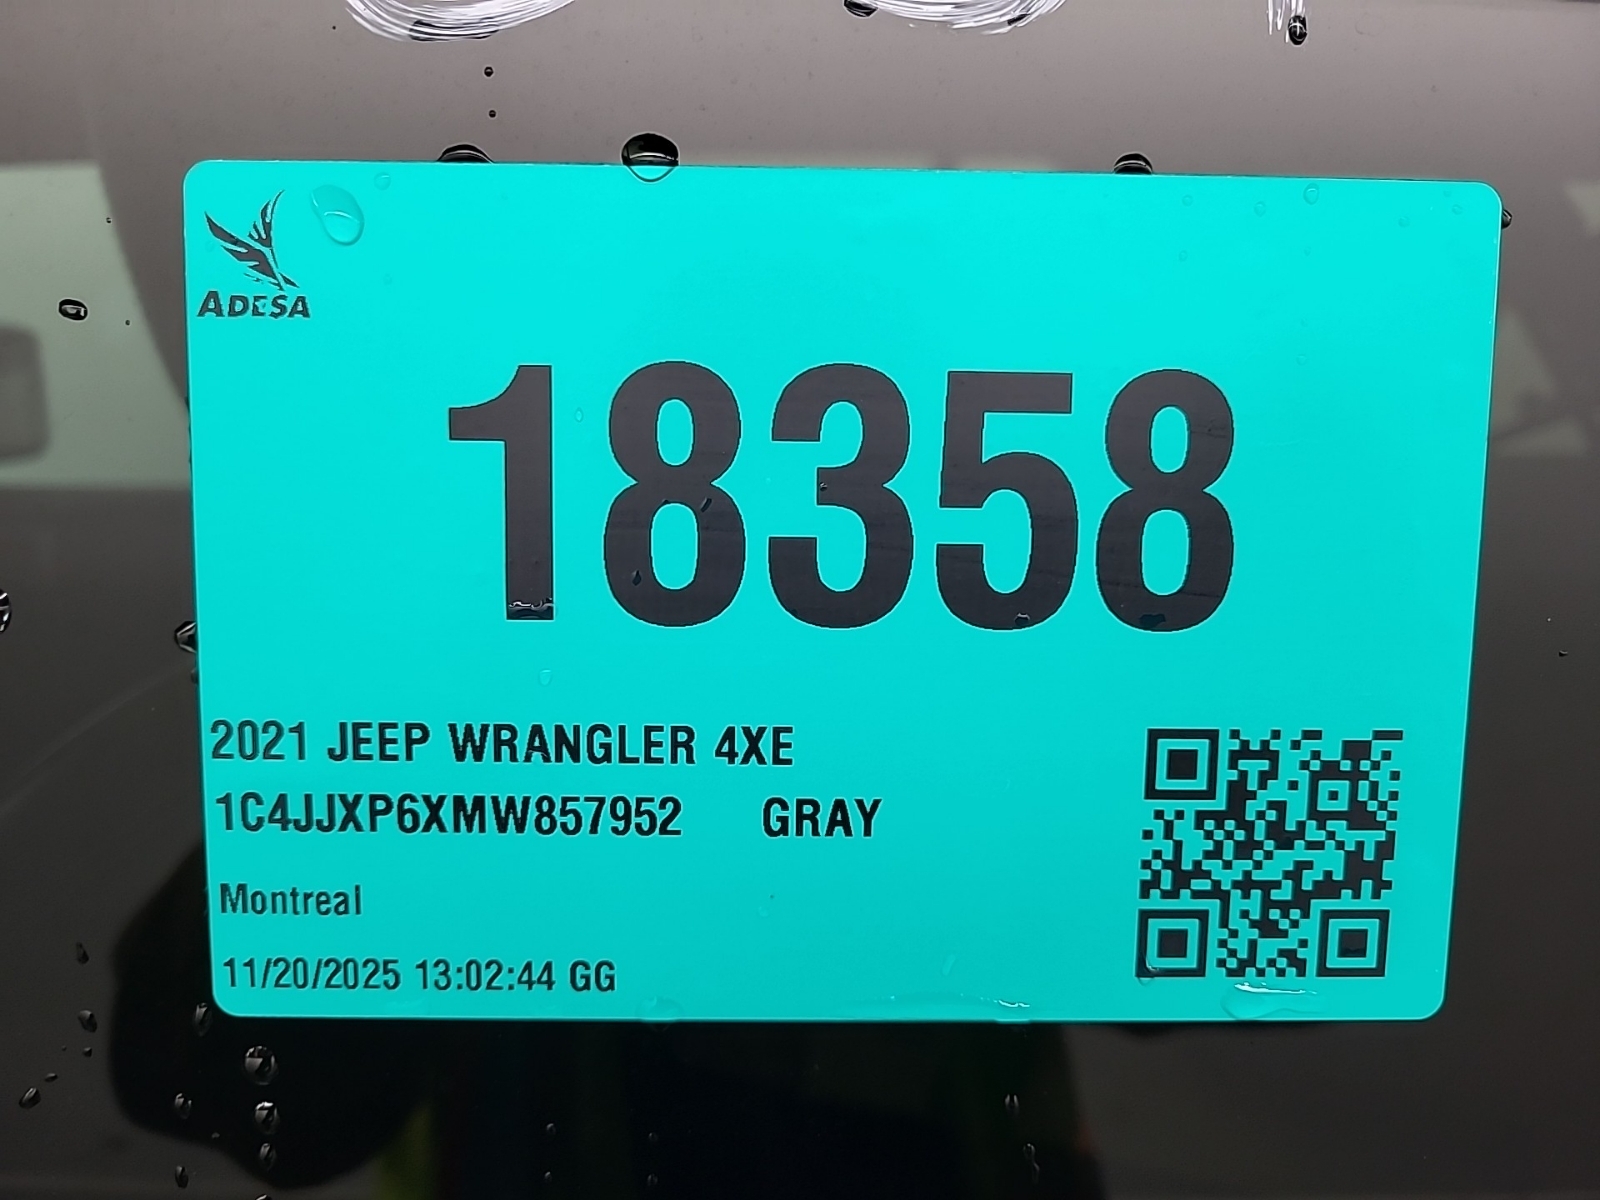 ADESA
18358
2021 JEEP WRANGLER 4XE
1C4JJXP6XMW857952 GRAY
Montreal
11/20/2025 13:02:44 GG